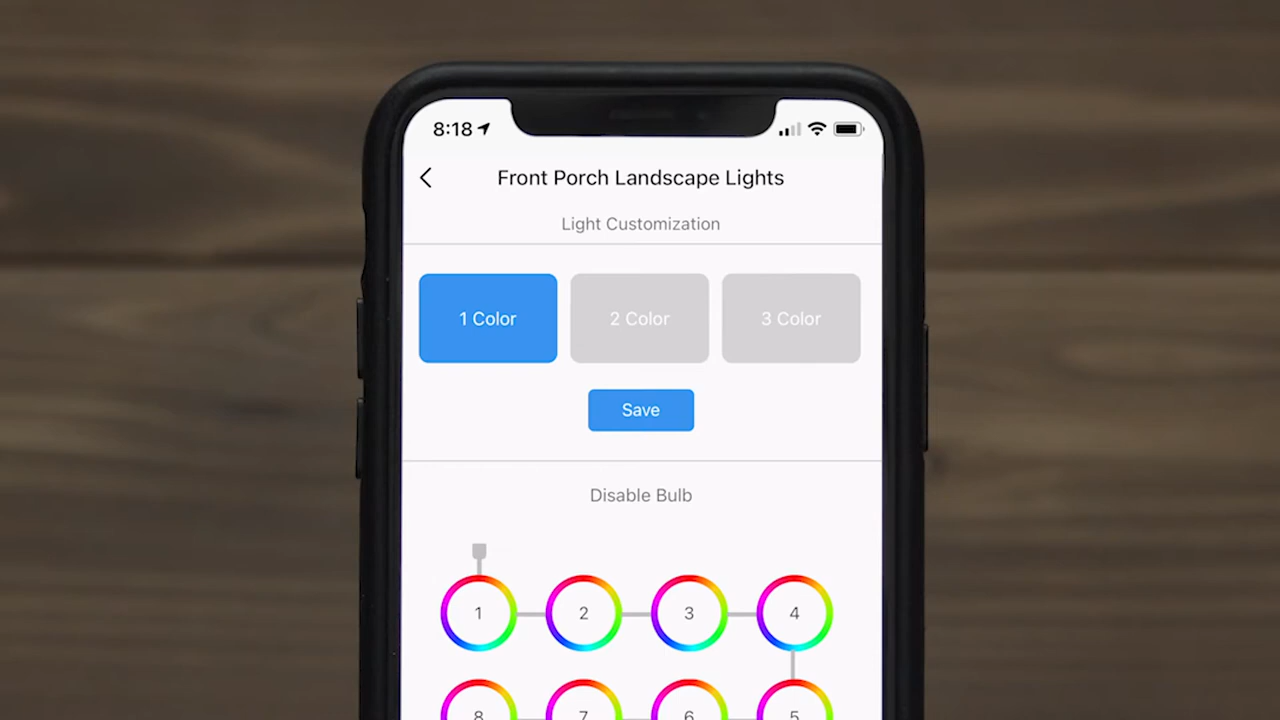 8:18
Front Porch Landscape Lights
Light Customization
1 Color 2 Color 3 Color
Save
Disable Bulb
1 2 3 4
8 7 6 5